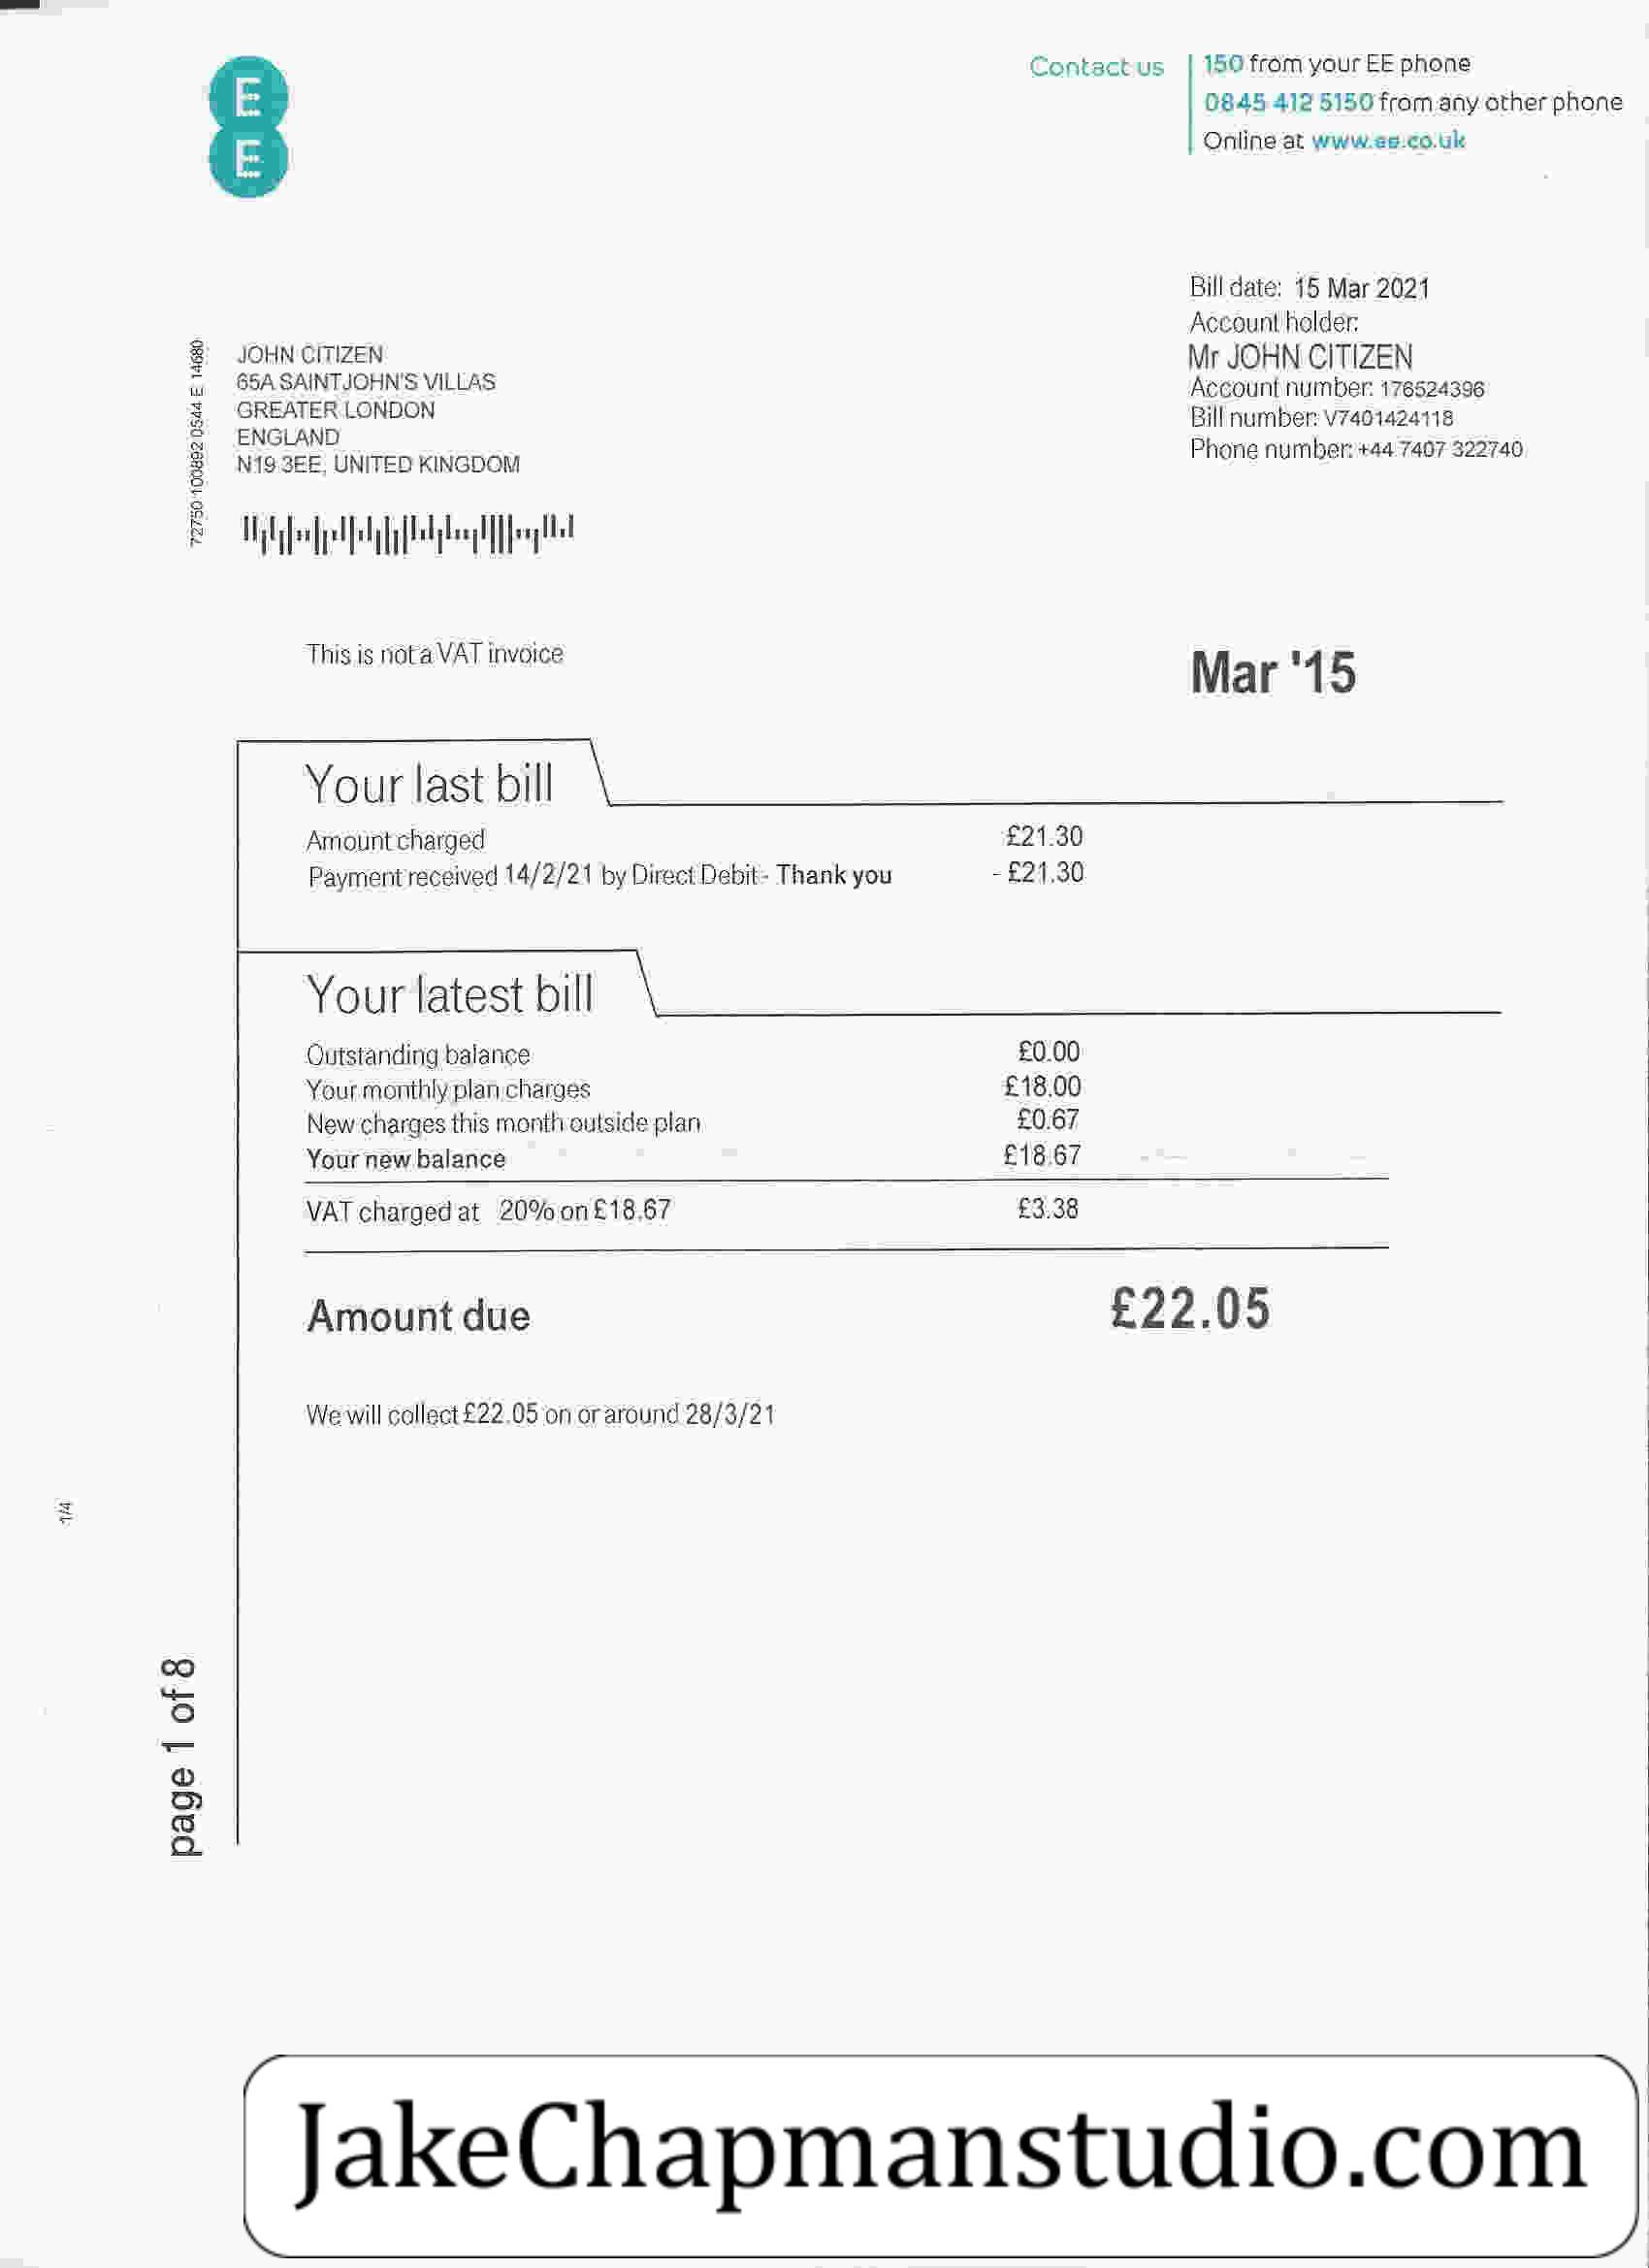 E
E
Contact us
150 from your EE phone
0845 412 5150 from any other phone
Online at www.ee.co.uk
Bill date: 15 Mar 2021
Account holder:
Mr JOHN CITIZEN
Account number: 176524396
Bill number: V7401424118
Phone number: +44 7407 322740
72750 100892 0544 E 14680
JOHN CITIZEN
65A SAINT JOHN'S VILLAS
GREATER LONDON
ENGLAND
N19 3EE, UNITED KINGDOM
This is not a VAT invoice
Mar '15
Your last bill
Amount charged £21.30
Payment received 14/2/21 by Direct Debit - Thank you - £21.30
Your latest bill
Outstanding balance £0.00
Your monthly plan charges £18.00
New charges this month outside plan £0.67
Your new balance £18.67
VAT charged at 20% on £18.67 £3.38
Amount due £22.05
We will collect £22.05 on or around 28/3/21
1/4
page 1 of 8
JakeChapmanstudio.com